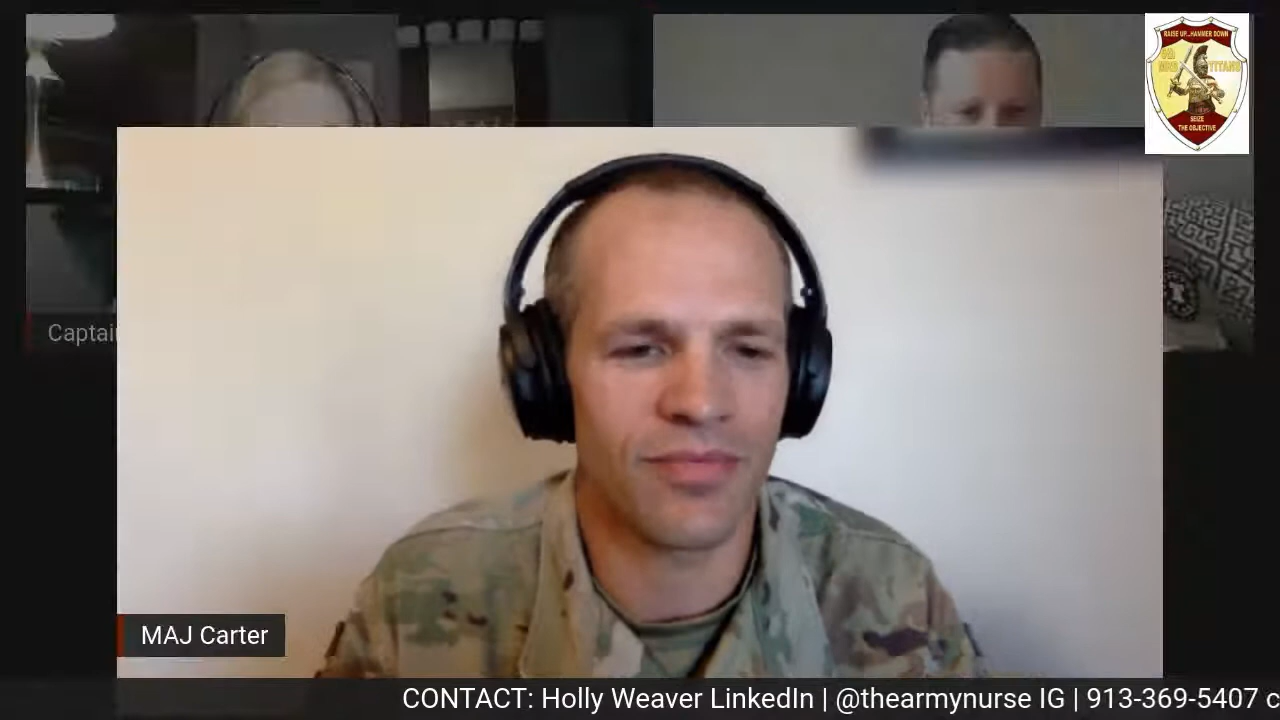 RAISE UP...HAMMER DOWN
TITANS
SEIZE
THE OBJECTIVE
Captai
MAJ Carter
CONTACT: Holly Weaver LinkedIn | @thearmynurse IG | 913-369-5407 c